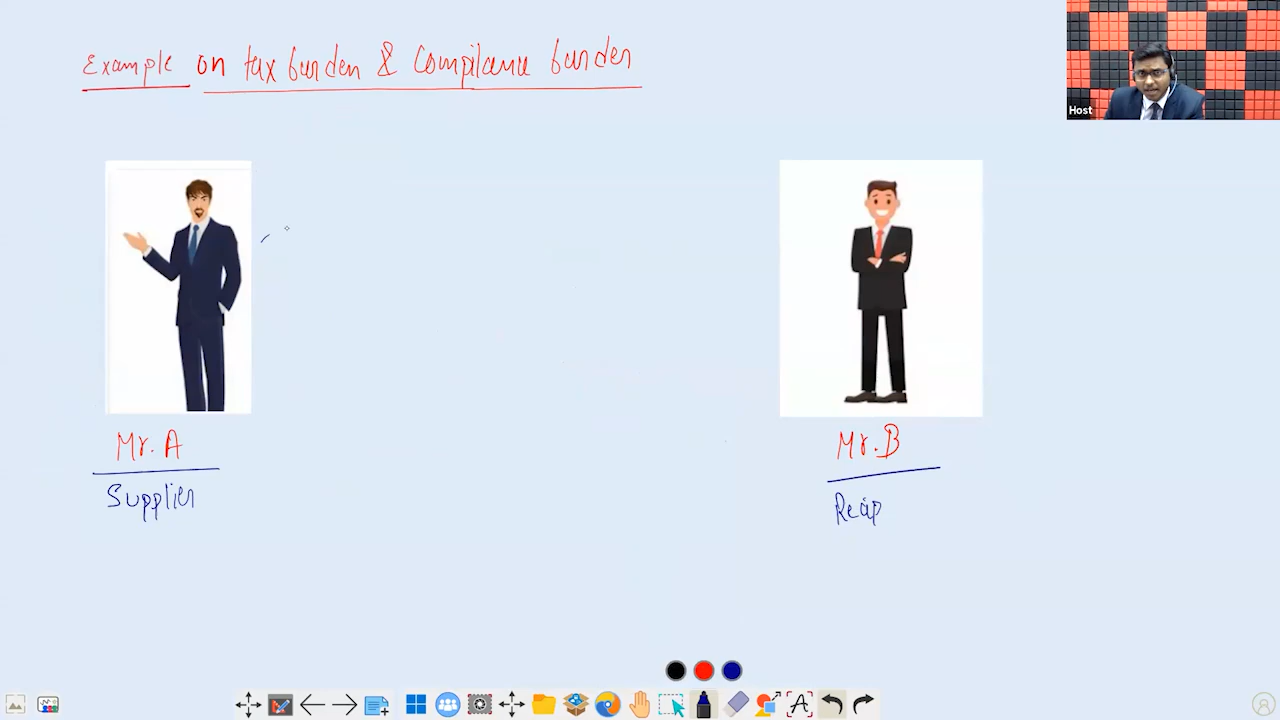 Example on tax burden & Compliance burden
Host
Mr. A
Mr. B
Supplier
Recip
A